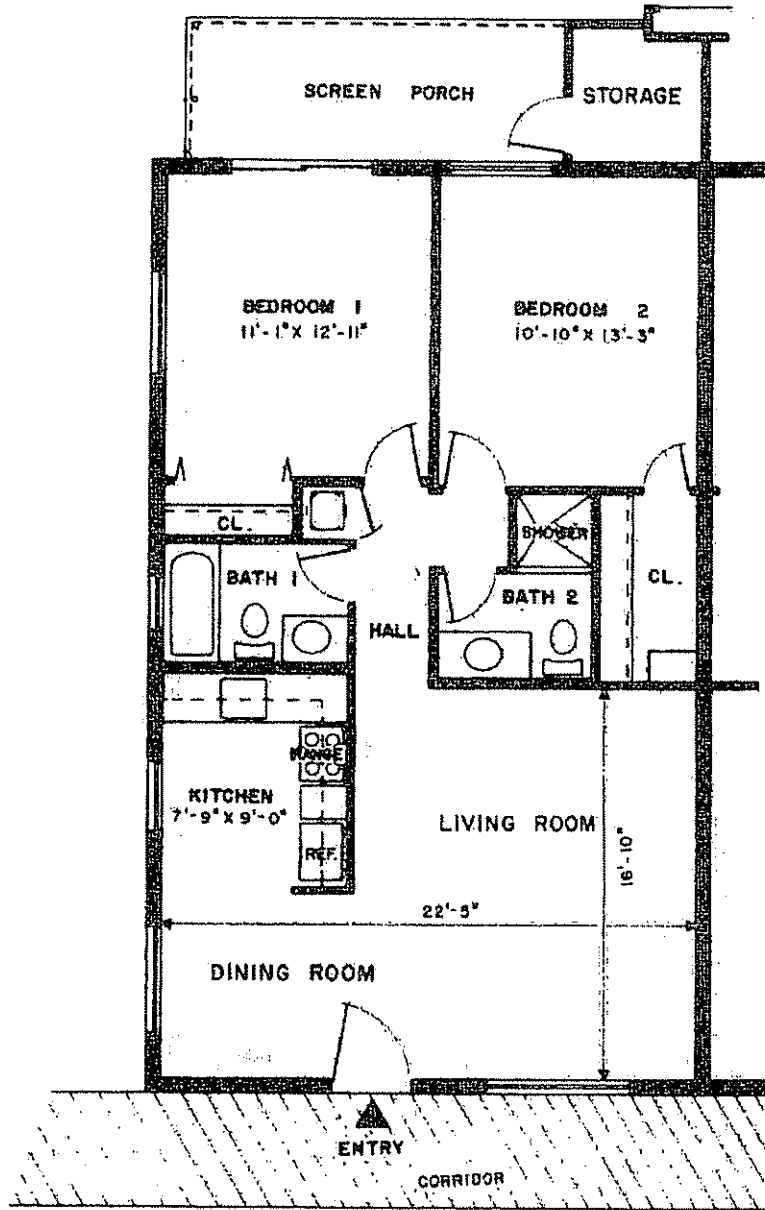 SCREEN PORCH
STORAGE
BEDROOM 1
11'-1" X 12'-11"
BEDROOM 2
10'-10" X 13'-3"
CL.
SHOWER
BATH 1
BATH 2
CL.
HALL
RANGE
KITCHEN
7'-9" X 9'-0"
LIVING ROOM
16'-10"
REF.
22'-5"
DINING ROOM
ENTRY
CORRIDOR